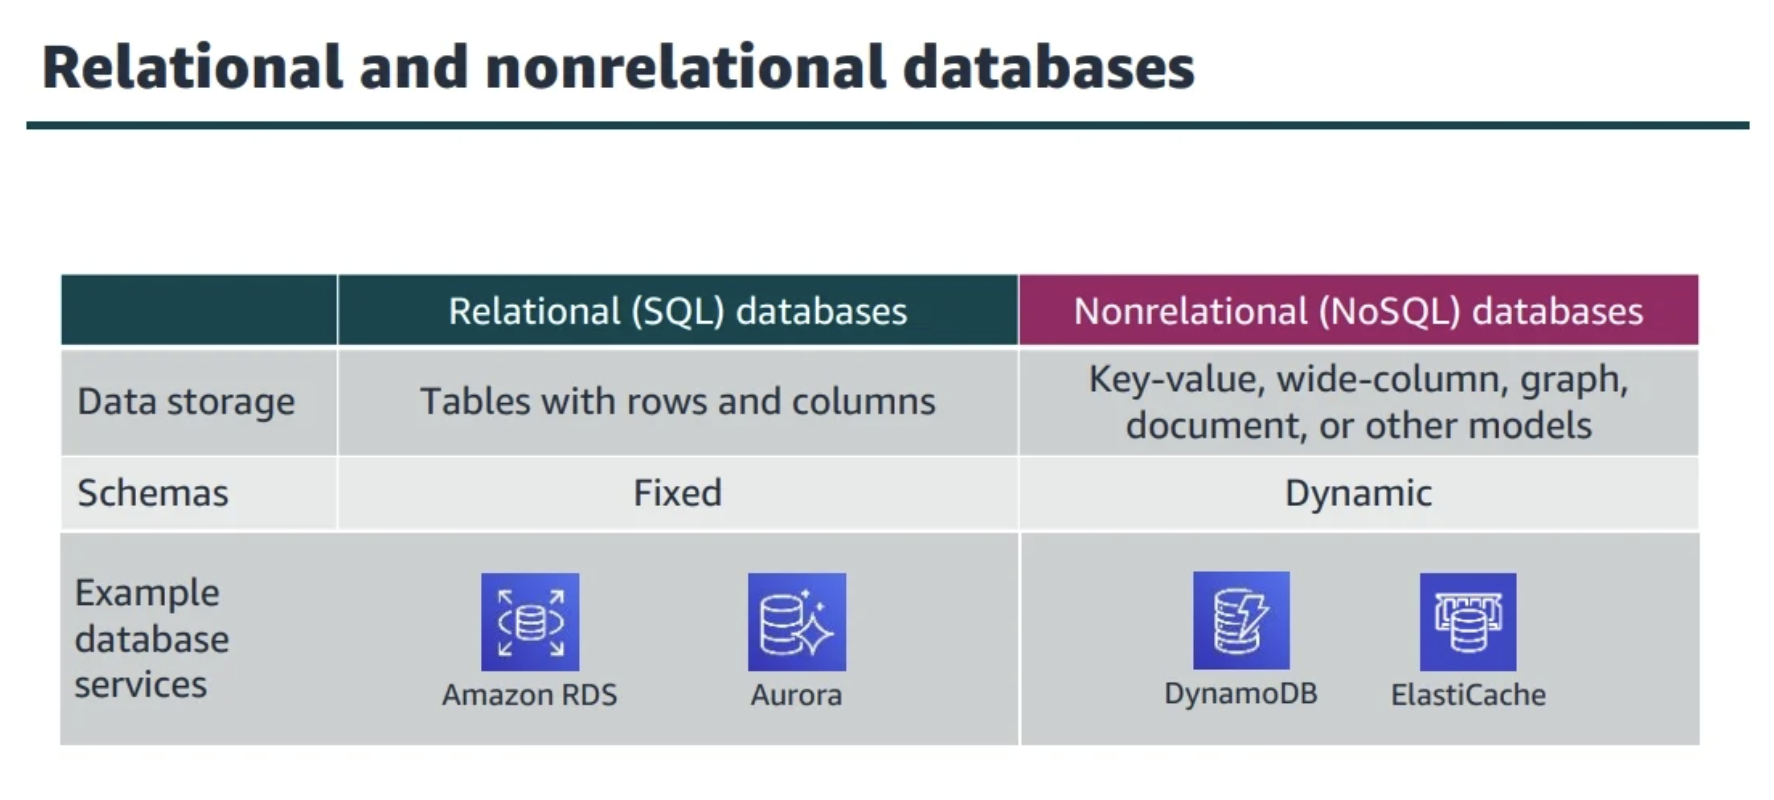 Relational and nonrelational databases
Relational (SQL) databases
Nonrelational (NoSQL) databases
Data storage
Tables with rows and columns
Key-value, wide-column, graph,
document, or other models
Schemas
Fixed
Dynamic
Example
database
services
Amazon RDS
Aurora
DynamoDB
ElastiCache